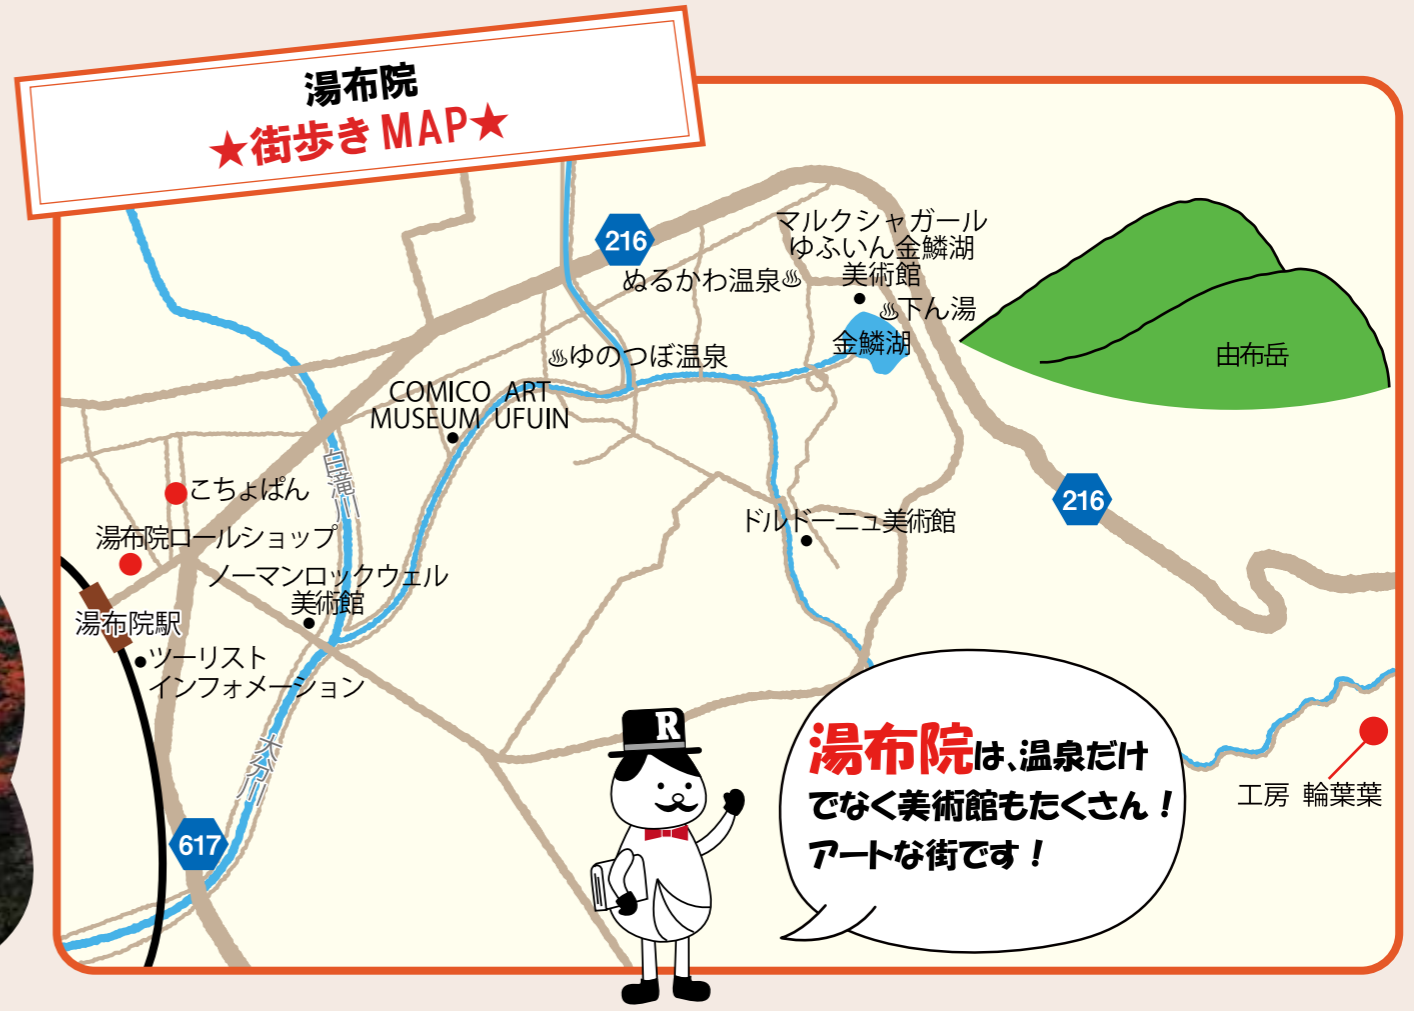 湯布院
★街歩きMAP★
216
マルクシャガール
ゆふいん金鱗湖
美術館
ぬるかわ温泉♨
♨下ん湯
金鱗湖
由布岳
♨ゆのつぼ温泉
COMICO ART
MUSEUM UFUIN
白滝川
こちょぱん
湯布院ロールショップ
ノーマンロックウェル
美術館
湯布院駅
ツーリスト
インフォメーション
ドルドーニュ美術館
216
大分川
617
R
湯布院は、温泉だけ
でなく美術館もたくさん！
アートな街です！
工房 輪葉葉